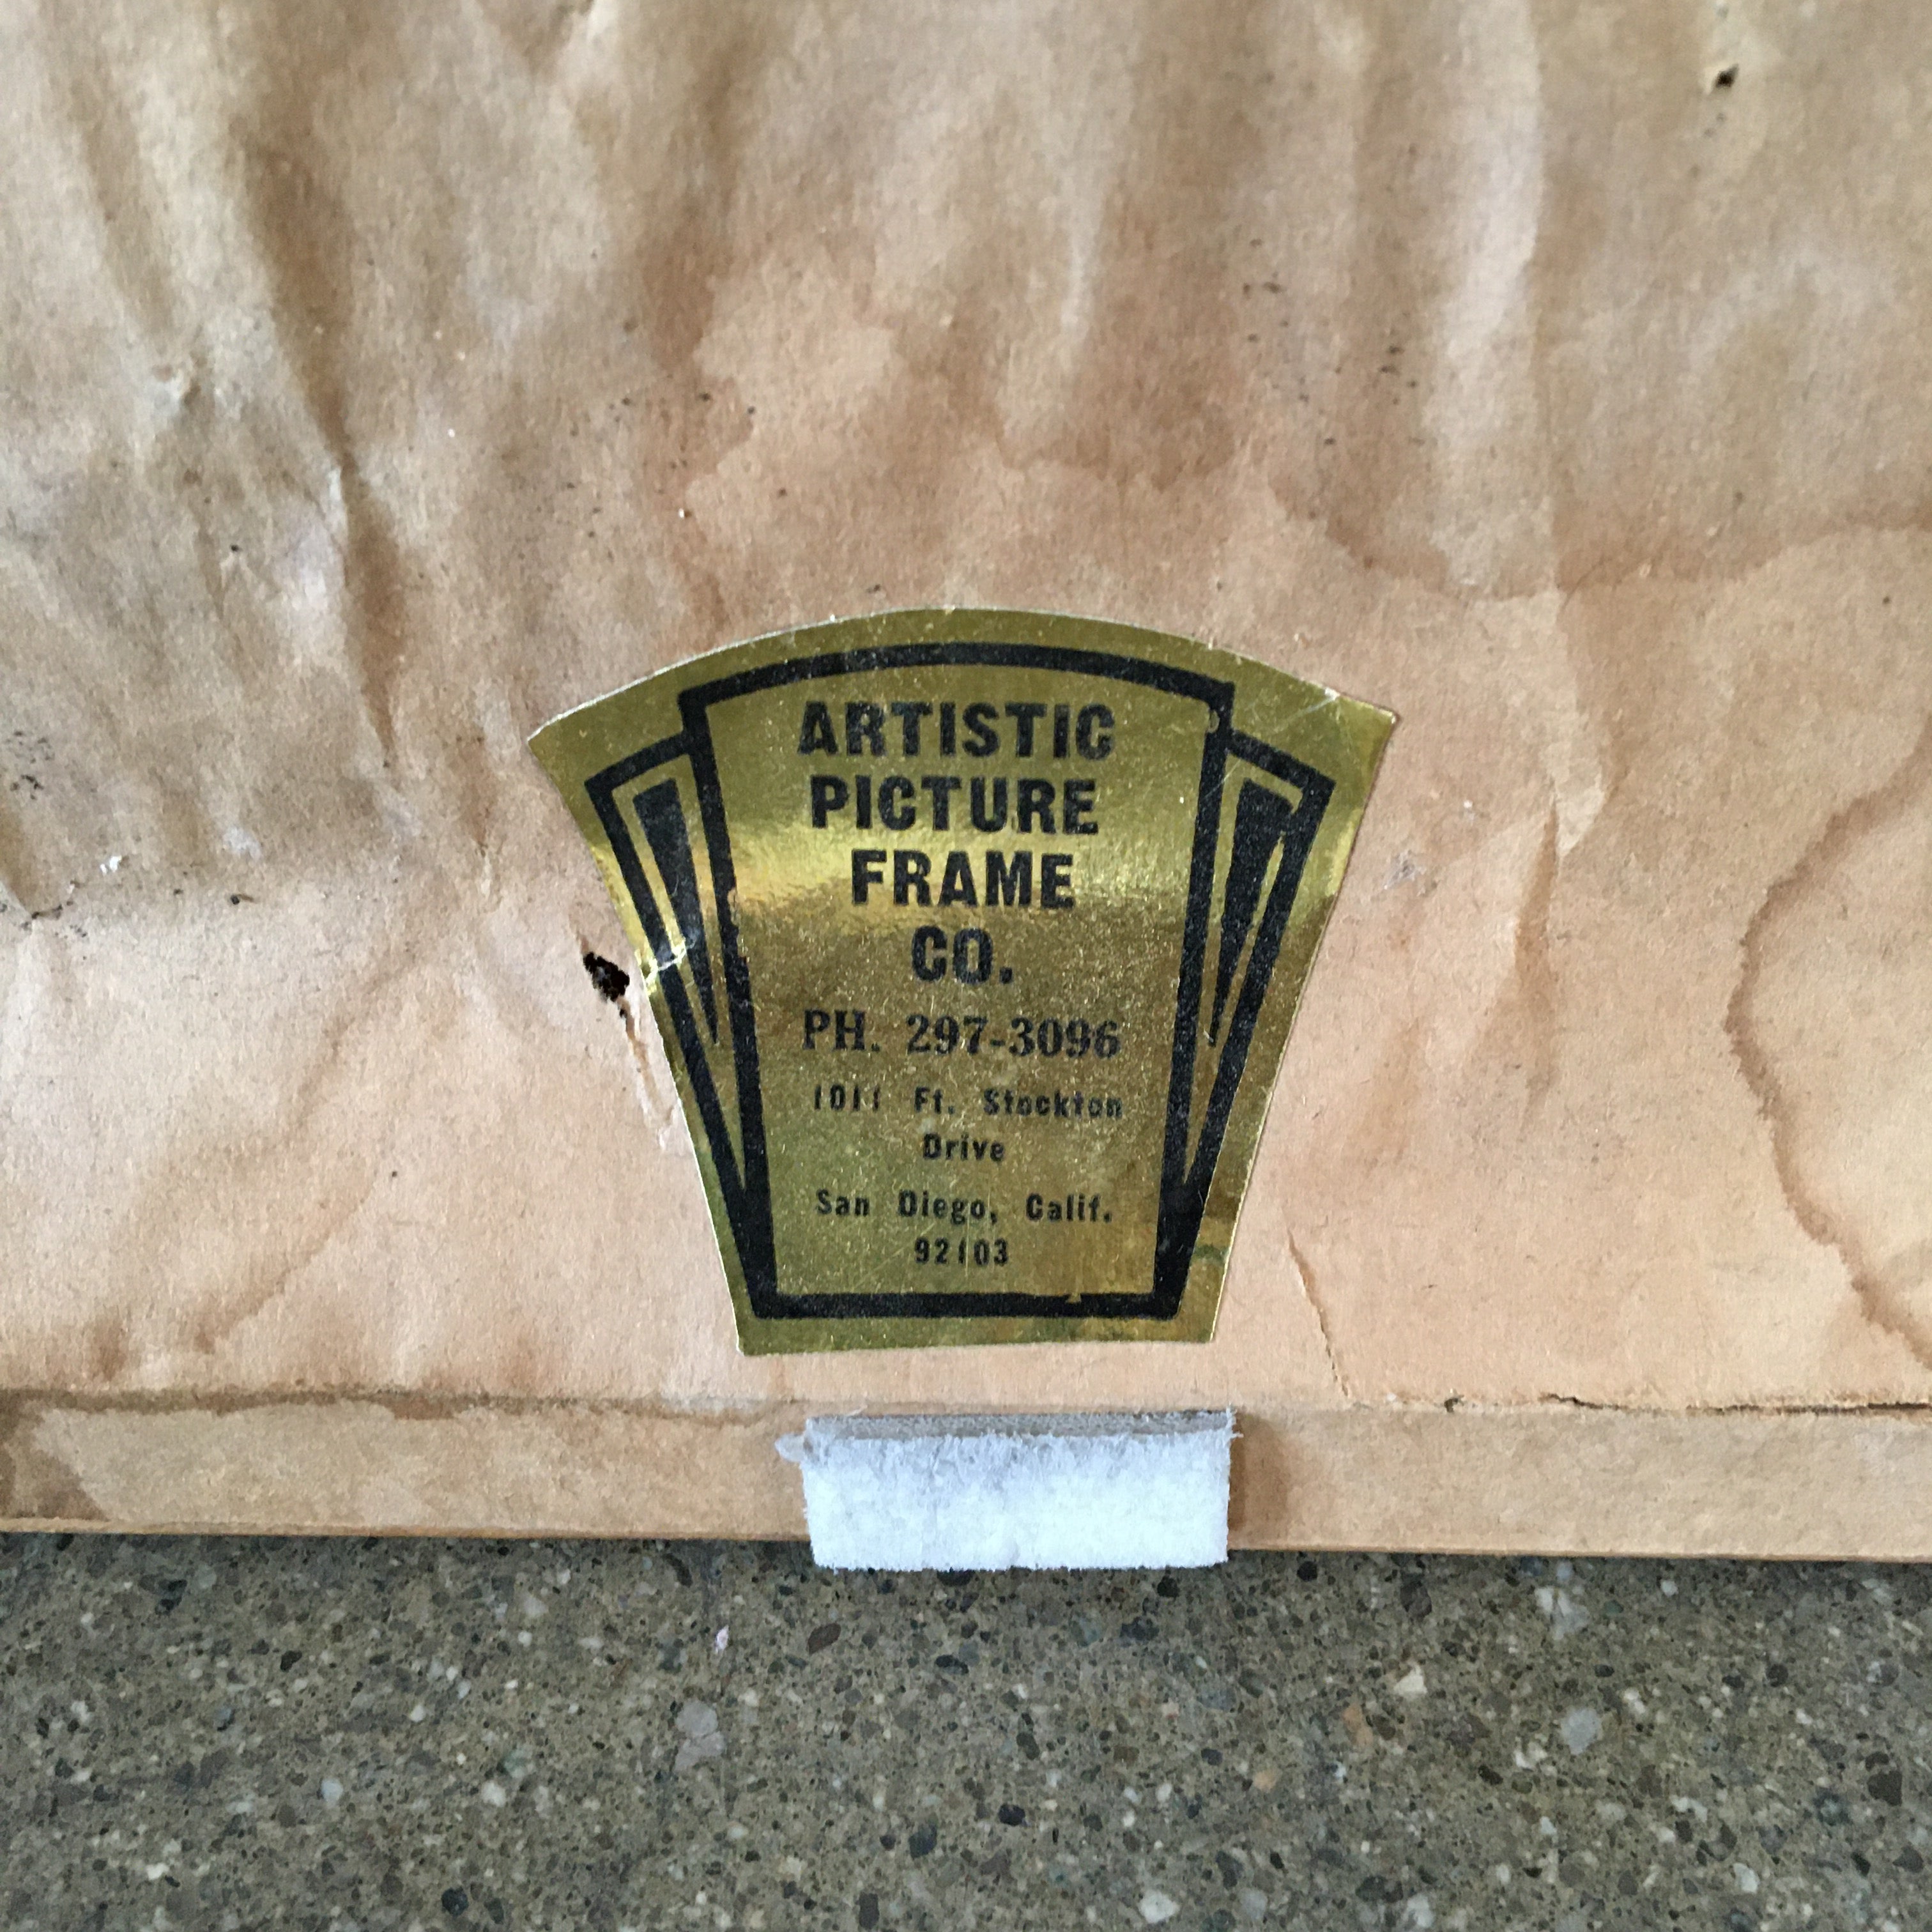 ARTISTIC
PICTURE
FRAME
CO.
PH. 297-3096
1011 Ft. Stockton
Drive
San Diego, Calif.
92103